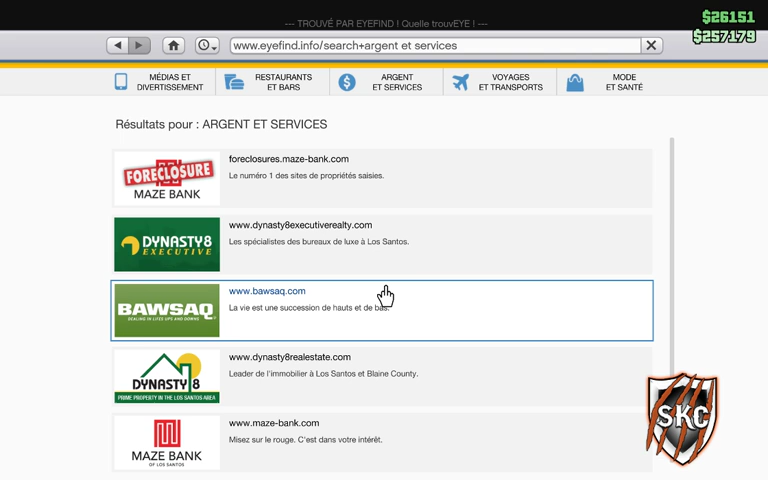 --- TROUVÉ PAR EYEFIND ! Quelle trouvEYE ! ---
$26151
$257179
www.eyefind.info/search+argent et services
MÉDIAS ET
DIVERTISSEMENT
RESTAURANTS
ET BARS
ARGENT
ET SERVICES
VOYAGES
ET TRANSPORTS
MODE
ET SANTÉ
Résultats pour : ARGENT ET SERVICES
FORECLOSURE
MAZE BANK
foreclosures.maze-bank.com
Le numéro 1 des sites de propriétés saisies.
DYNASTY8
EXECUTIVE
www.dynasty8executiverealty.com
Les spécialistes des bureaux de luxe à Los Santos.
BAWSAQ
DEALING IN LIFES UPS AND DOWNS
www.bawsaq.com
La vie est une succession de hauts et de bas.
DYNASTY 8
PRIME PROPERTY IN THE LOS SANTOS AREA
www.dynasty8realestate.com
Leader de l'immobilier à Los Santos et Blaine County.
MAZE BANK
OF LOS SANTOS
www.maze-bank.com
Misez sur le rouge. C'est dans votre intérêt.
SKC